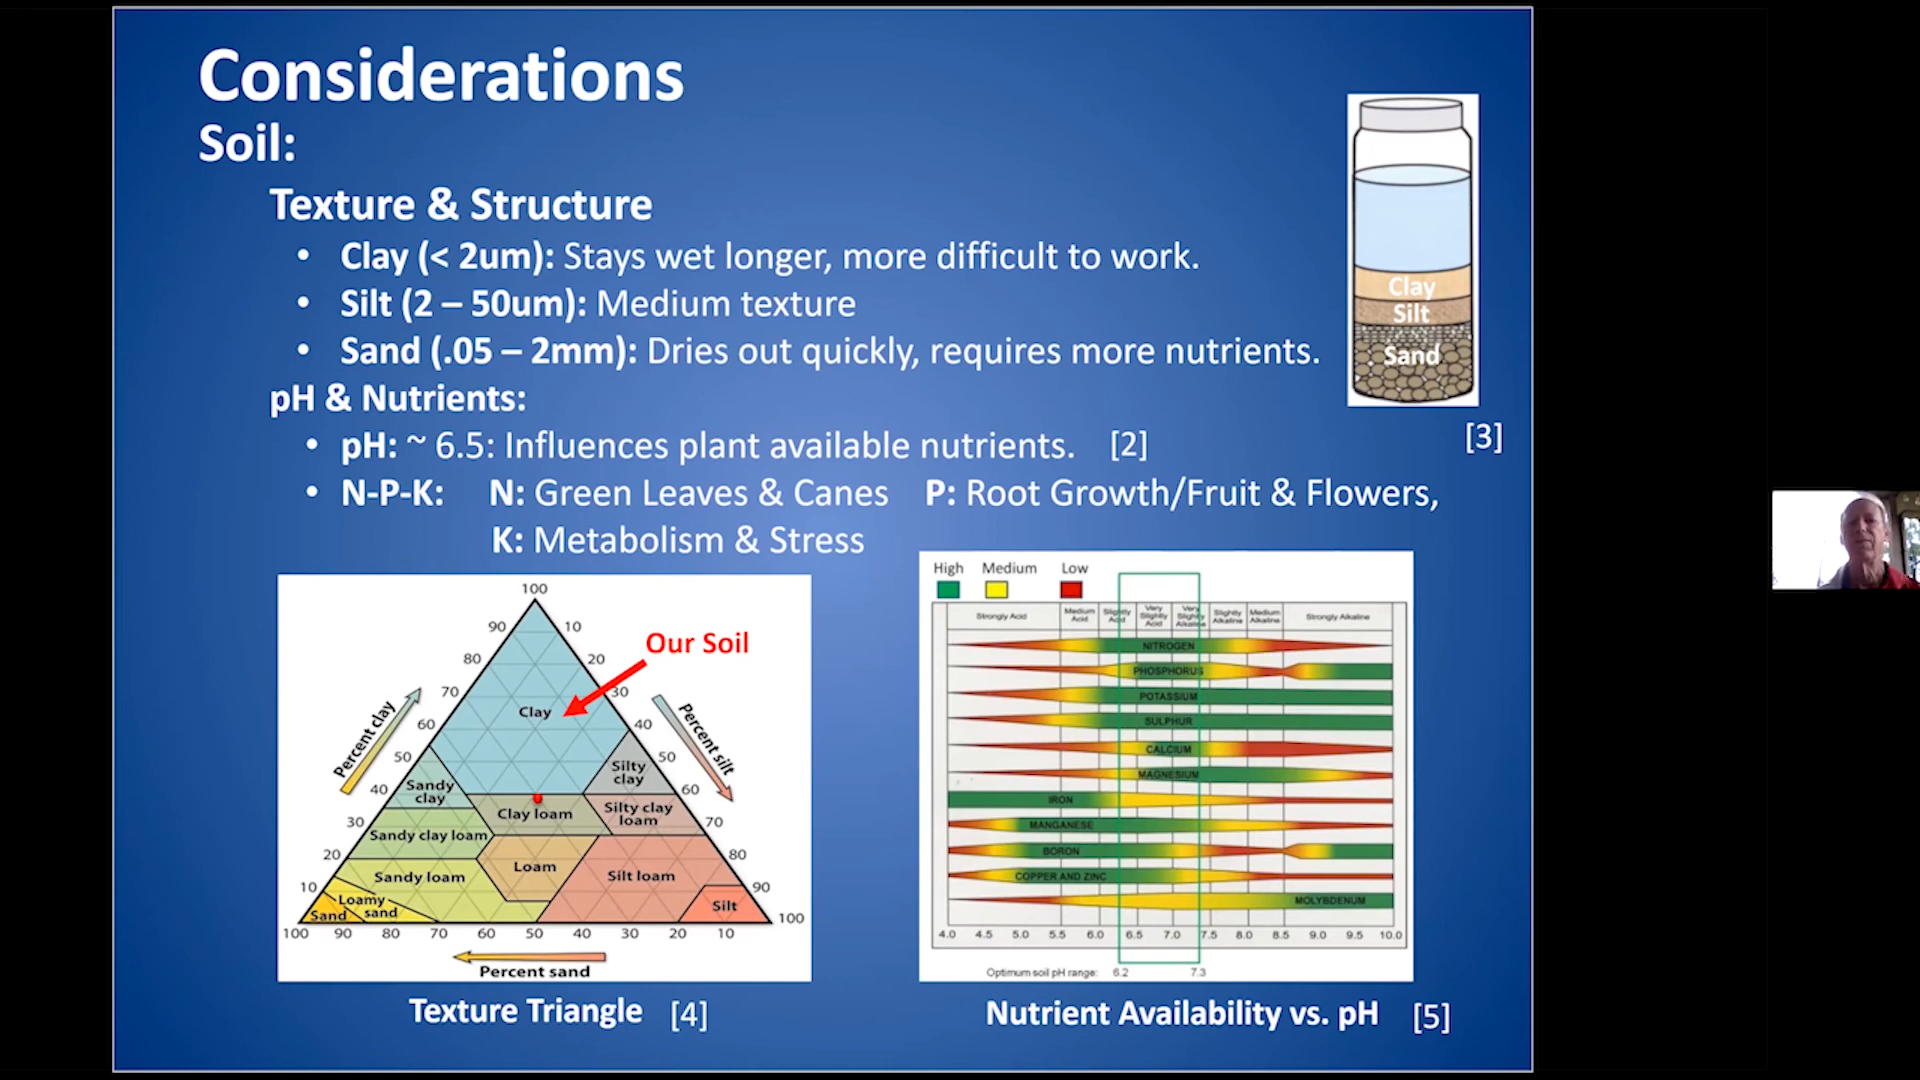 Considerations
Soil:
Texture & Structure
• Clay (< 2um): Stays wet longer, more difficult to work.
• Silt (2 – 50um): Medium texture
• Sand (.05 – 2mm): Dries out quickly, requires more nutrients.
pH & Nutrients:
• pH: ~ 6.5: Influences plant available nutrients. [2]
• N-P-K: N: Green Leaves & Canes P: Root Growth/Fruit & Flowers,
K: Metabolism & Stress
Clay
Silt
Sand
[3]
100
90 10
80 20
70 30
60 40
50 50
40 60
30 70
20 80
10 90
100
Our Soil
Percent clay
Percent silt
Clay
Silty
clay
Sandy
clay
Clay loam
Silty clay
loam
Sandy clay loam
Loam
Sandy loam
Silt loam
Loamy
sand
Sand
Silt
100 90 80 70 60 50 40 30 20 10
Percent sand
Texture Triangle [4]
High Medium Low
Strongly Acid
Medium
Acid
Slightly
Acid
Very
Slightly
Acid
Very
Slightly
Alkaline
Slightly
Alkaline
Medium
Alkaline
Strongly Alkaline
NITROGEN
PHOSPHORUS
POTASSIUM
SULPHUR
CALCIUM
MAGNESIUM
IRON
MANGANESE
BORON
COPPER AND ZINC
MOLYBDENUM
4.0 4.5 5.0 5.5 6.0 6.5 7.0 7.5 8.0 8.5 9.0 9.5 10.0
Optimum soil pH range: 6.2 7.3
Nutrient Availability vs. pH [5]